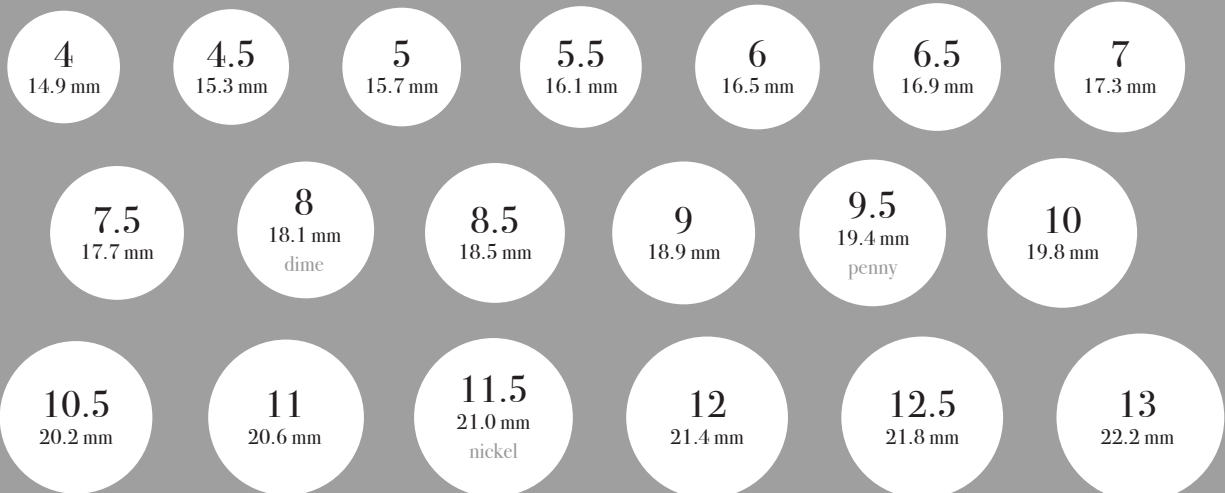 4
14.9 mm
4.5
15.3 mm
5
15.7 mm
5.5
16.1 mm
6
16.5 mm
6.5
16.9 mm
7
17.3 mm
7.5
17.7 mm
8
18.1 mm
dime
8.5
18.5 mm
9
18.9 mm
9.5
19.4 mm
penny
10
19.8 mm
10.5
20.2 mm
11
20.6 mm
11.5
21.0 mm
nickel
12
21.4 mm
12.5
21.8 mm
13
22.2 mm